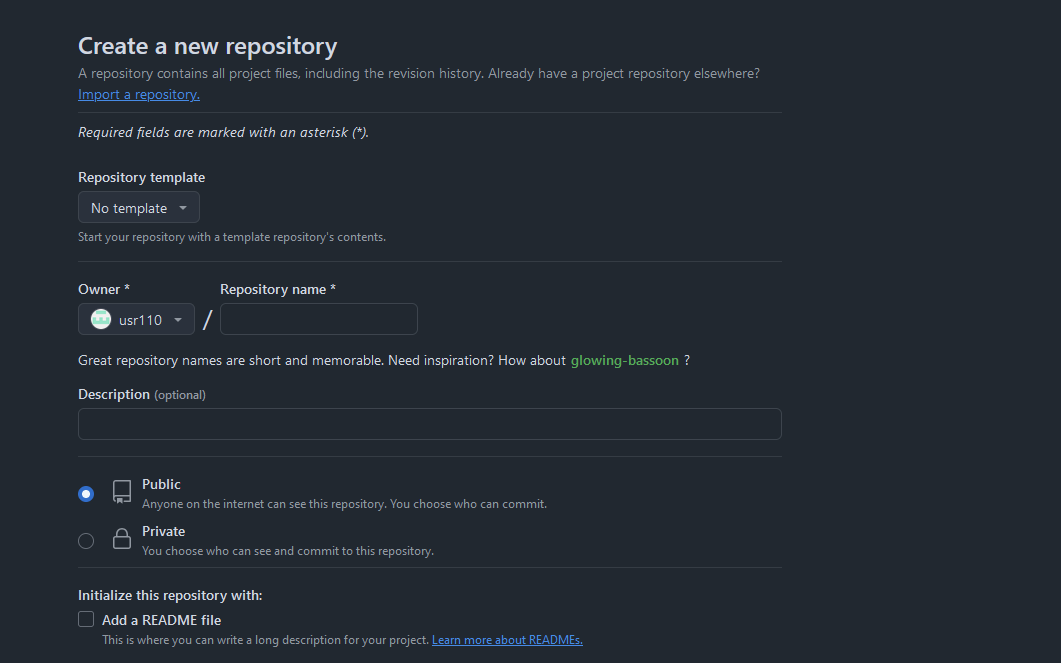 Create a new repository
A repository contains all project files, including the revision history. Already have a project repository elsewhere?
Import a repository.
Required fields are marked with an asterisk (*).
Repository template
No template
Start your repository with a template repository's contents.
Owner * Repository name *
usr110 /
Great repository names are short and memorable. Need inspiration? How about glowing-bassoon ?
Description (optional)
Public
Anyone on the internet can see this repository. You choose who can commit.
Private
You choose who can see and commit to this repository.
Initialize this repository with:
Add a README file
This is where you can write a long description for your project. Learn more about READMEs.